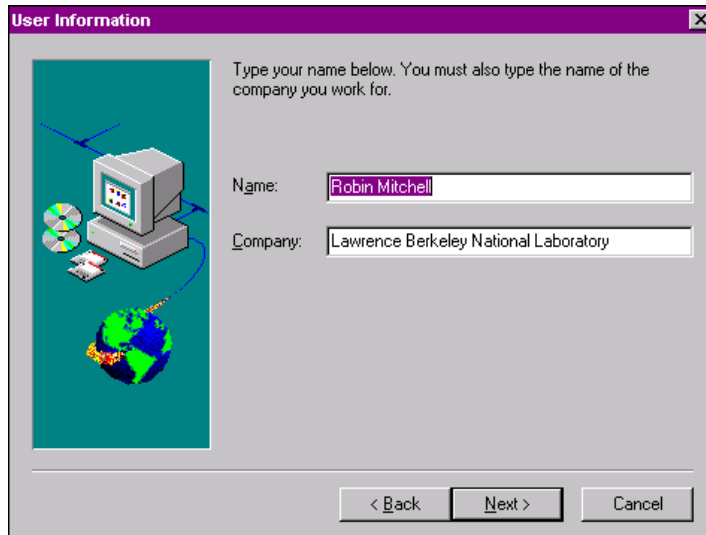 User Information
Type your name below. You must also type the name of the
company you work for.
Name: Robin Mitchell
Company: Lawrence Berkeley National Laboratory
< Back Next > Cancel